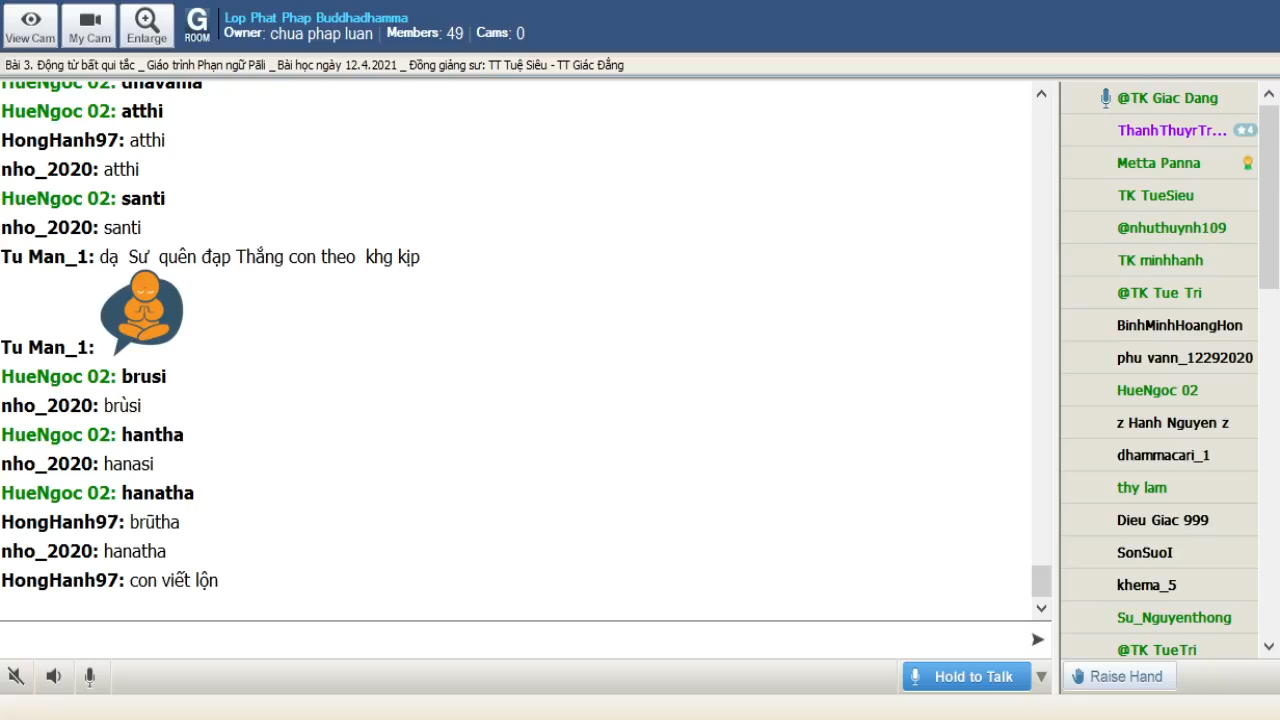 View Cam
My Cam
Enlarge
G
ROOM
Lop Phat Phap Buddhadhamma
Owner: chua phap luan | Members: 49 | Cams: 0
Bài 3. Động từ bất qui tắc _ Giáo trình Phạn ngữ Pāli _ Bài học ngày 12.4.2021 _ Đồng giảng sư: TT Tuệ Siêu - TT Giác Đẳng
HueNgoc 02: dhavama
HueNgoc 02: atthi
HongHanh97: atthi
nho_2020: atthi
HueNgoc 02: santi
nho_2020: santi
Tu Man_1: dạ Sư quên đạp Thắng con theo khg kịp
Tu Man_1:
HueNgoc 02: brusi
nho_2020: brùsi
HueNgoc 02: hantha
nho_2020: hanasi
HueNgoc 02: hanatha
HongHanh97: brūtha
nho_2020: hanatha
HongHanh97: con viết lộn
Hold to Talk
@TK Giac Dang
ThanhThuyrTr... 4
Metta Panna
TK TueSieu
@nhuthuynh109
TK minhhanh
@TK Tue Tri
BinhMinhHoangHon
phu vann_12292020
HueNgoc 02
z Hanh Nguyen z
dhammacari_1
thy lam
Dieu Giac 999
SonSuoI
khema_5
Su_Nguyenthong
@TK TueTri
Raise Hand